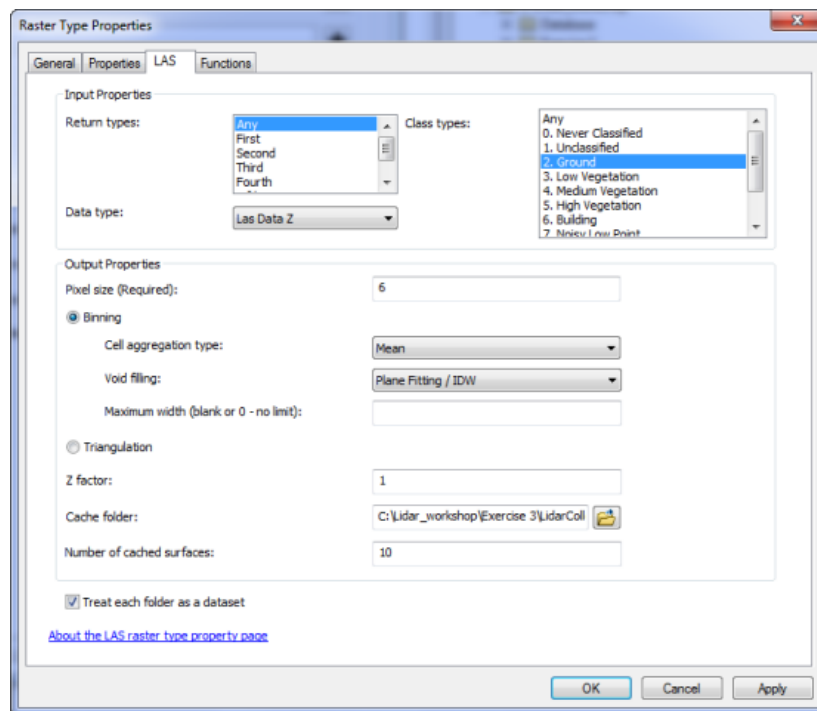 Raster Type Properties
General Properties LAS Functions
Input Properties
Return types:
Any
First
Second
Third
Fourth
Class types:
Any
0. Never Classified
1. Unclassified
2. Ground
3. Low Vegetation
4. Medium Vegetation
5. High Vegetation
6. Building
7. Noisy Low Point
Data type: Las Data Z
Output Properties
Pixel size (Required): 6
Binning
Cell aggregation type: Mean
Void filling: Plane Fitting / IDW
Maximum width (blank or 0 - no limit):
Triangulation
Z factor: 1
Cache folder: C:\Lidar_workshop\Exercise 3\LidarColl
Number of cached surfaces: 10
Treat each folder as a dataset
About the LAS raster type property page
OK Cancel Apply